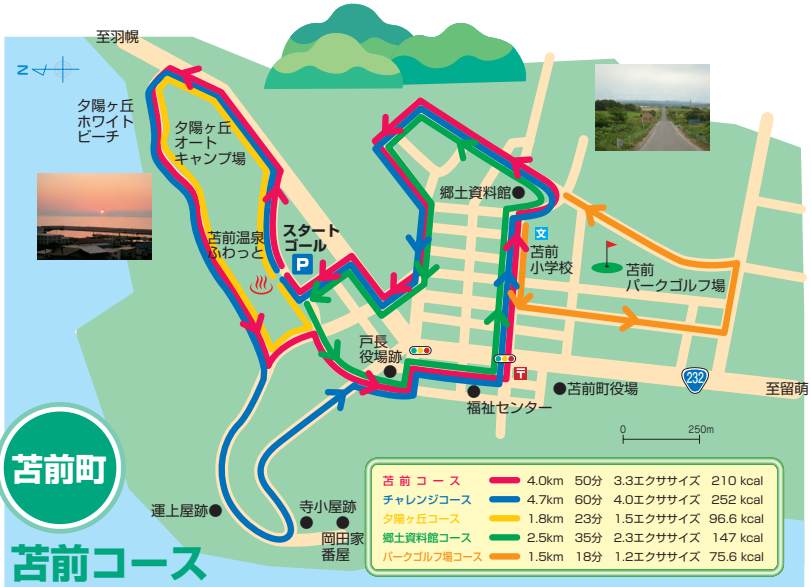 至羽幌
N
夕陽ヶ丘
ホワイト
ビーチ
夕陽ヶ丘
オート
キャンプ場
苫前温泉
ふわっと
スタート
ゴール
P
郷土資料館
文
苫前
小学校
苫前
パークゴルフ場
戸長
役場跡
福祉センター
苫前町役場
232
至留萌
0 250m
苫前町
運上屋跡
寺小屋跡
岡田家
番屋
苫前コース
苫前コース 4.0km 50分 3.3エクササイズ 210 kcal
チャレンジコース 4.7km 60分 4.0エクササイズ 252 kcal
夕陽ヶ丘コース 1.8km 23分 1.5エクササイズ 96.6 kcal
郷土資料館コース 2.5km 35分 2.3エクササイズ 147 kcal
パークゴルフ場コース 1.5km 18分 1.2エクササイズ 75.6 kcal